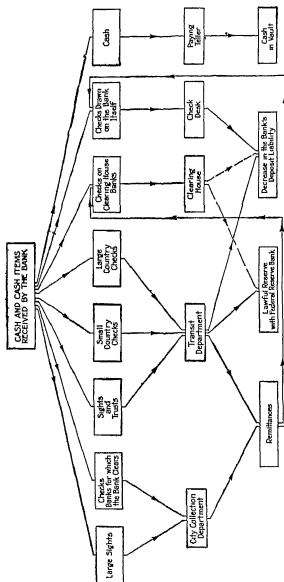 CASH AND CASH ITEMS
RECEIVED BY THE BANK
Large Sights
Checks
Banks for which
the Bank Clears
Sights
and
Trusts
Small
Country
Checks
Large
Country
Checks
Checks on
Clearing House
Banks
Checks Drawn
on the Bank
Itself
Cash
City Collection
Department
Transit
Department
Clearing
House
Check
Desk
Paying
Teller
Remittances
Lawful Reserve
with Federal Reserve Bank
Decrease in the Bank's
Deposit Liability
Cash
in Vault